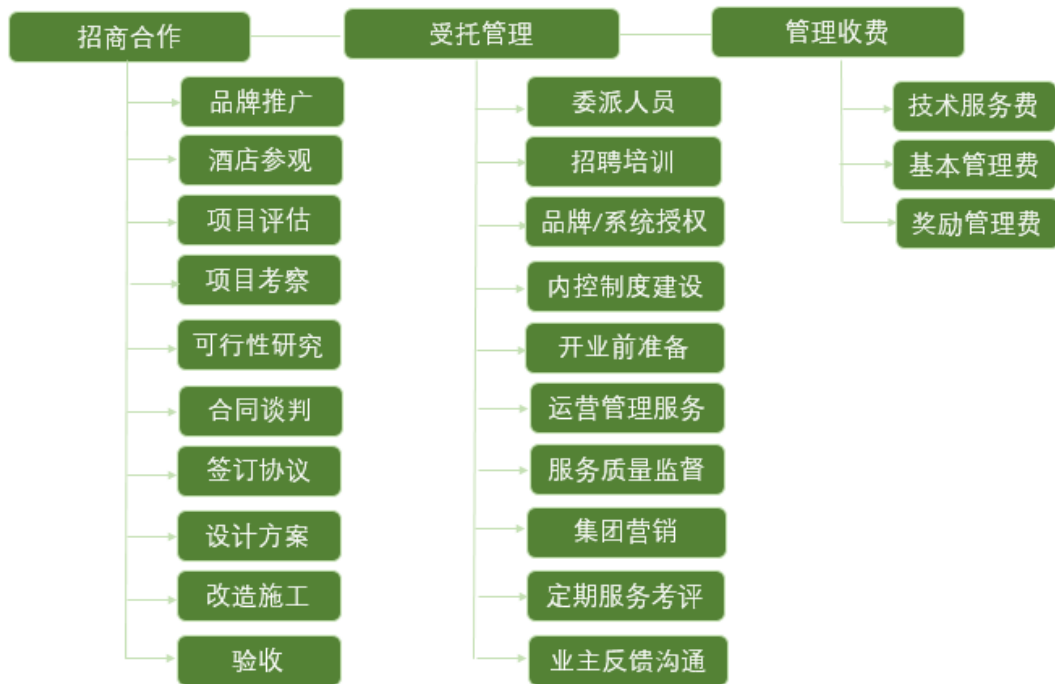 招商合作
受托管理
管理收费
品牌推广
酒店参观
项目评估
项目考察
可行性研究
合同谈判
签订协议
设计方案
改造施工
验收
委派人员
招聘培训
品牌/系统授权
内控制度建设
开业前准备
运营管理服务
服务质量监督
集团营销
定期服务考评
业主反馈沟通
技术服务费
基本管理费
奖励管理费